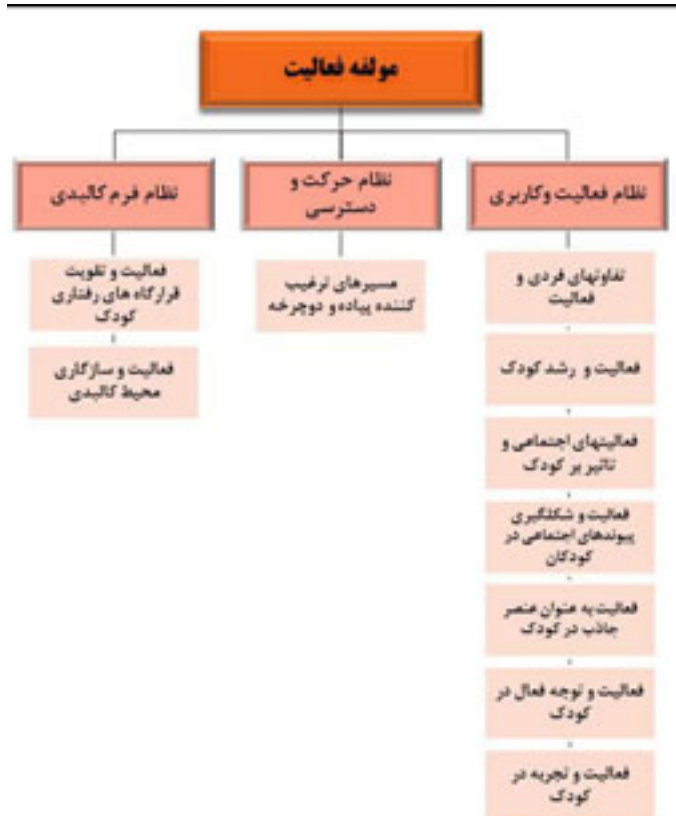 مولفه فعالیت
نظام فعالیت وکاربری
تفاوتهای فردی و
فعالیت
فعالیت و رشد کودک
فعالیتهای اجتماعی و
تاثیر بر کودک
فعالیت و شکلگیری
پیوندهای اجتماعی در
کودکان
فعالیت به عنوان عنصر
جاذب در کودک
فعالیت و توجه فعال در
کودک
فعالیت و تجربه در
کودک
نظام حرکت و
دسترسی
مسیرهای ترغیب
کننده پیاده و دوچرخه
نظام فرم کالبدی
فعالیت و تقویت
قرارگاه های رفتاری
کودک
فعالیت و سازگاری
محیط کالبدی